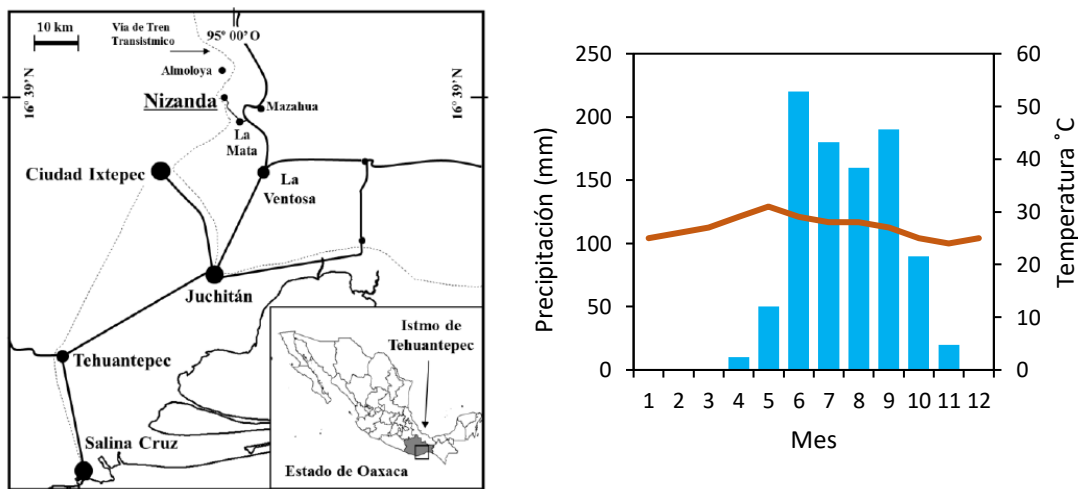 10 km
Via de Tren
Transistmico
95° 00' O
16° 39' N
16° 39' N
Almoloya
Nizanda
Mazahua
La
Mata
Ciudad Ixtepec
La
Ventosa
Juchitán
Tehuantepec
Salina Cruz
Istmo de
Tehuantepec
Estado de Oaxaca
Precipitación (mm)
250
200
150
100
50
0
60
50
40
30
20
10
0
Temperatura ˚C
1 2 3 4 5 6 7 8 9 10 11 12
Mes